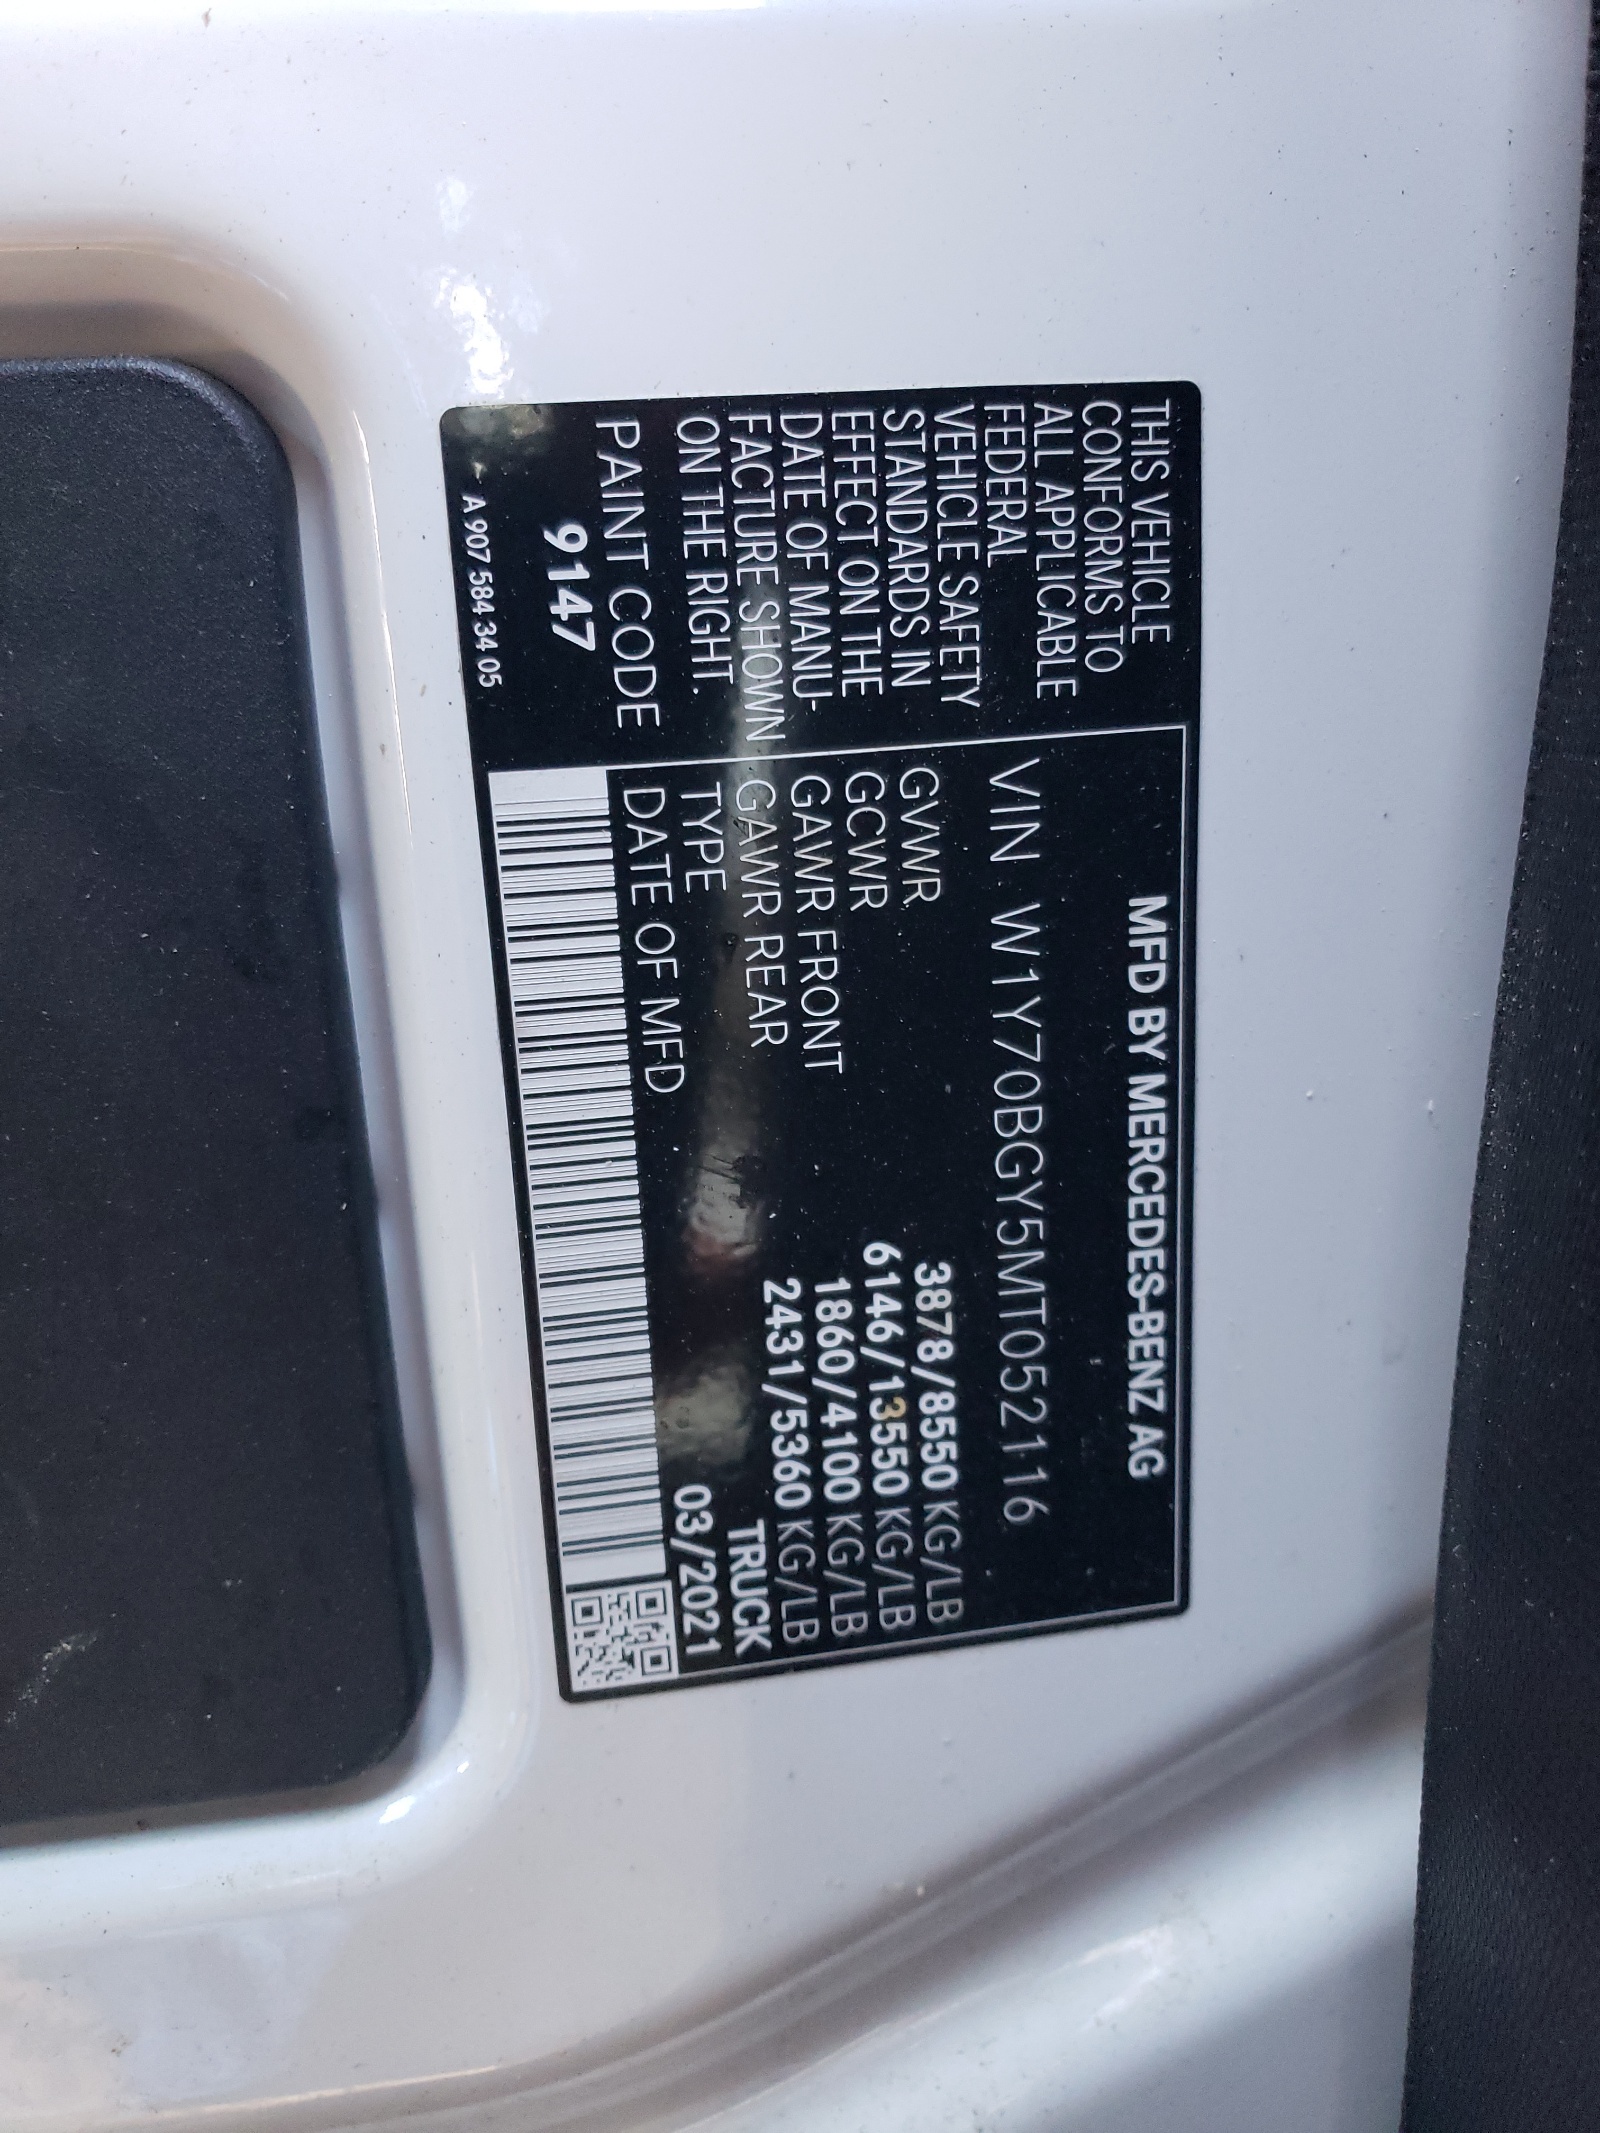 THIS VEHICLE
CONFORMS TO
ALL APPLICABLE
FEDERAL
VEHICLE SAFETY
STANDARDS IN
EFFECT ON THE
DATE OF MANU-
FACTURE SHOWN
ON THE RIGHT.
PAINT CODE
9147
A 907 584 34 05
MFD BY MERCEDES-BENZ AG
VIN W1Y70BGY5MT052116
GVWR 3878/8550 KG/LB
GCWR 6146/13550 KG/LB
GAWR FRONT 1860/4100 KG/LB
GAWR REAR 2431/5360 KG/LB
TYPE TRUCK
DATE OF MFD 03/2021